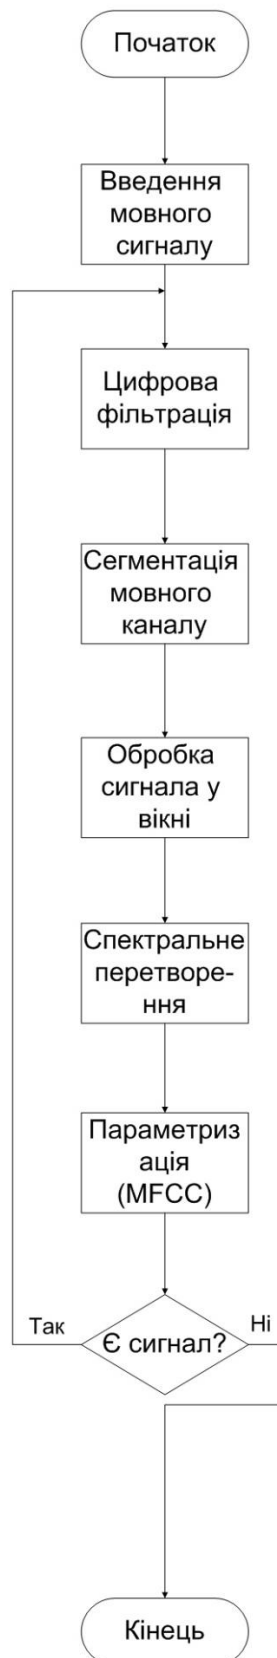 Початок
Введення
мовного
сигналу
Цифрова
фільтрація
Сегментація
мовного
каналу
Обробка
сигнала у
вікні
Спектральне
перетворе-
ння
Параметриз
ація
(MFCC)
Так
Є сигнал?
Ні
Кінець